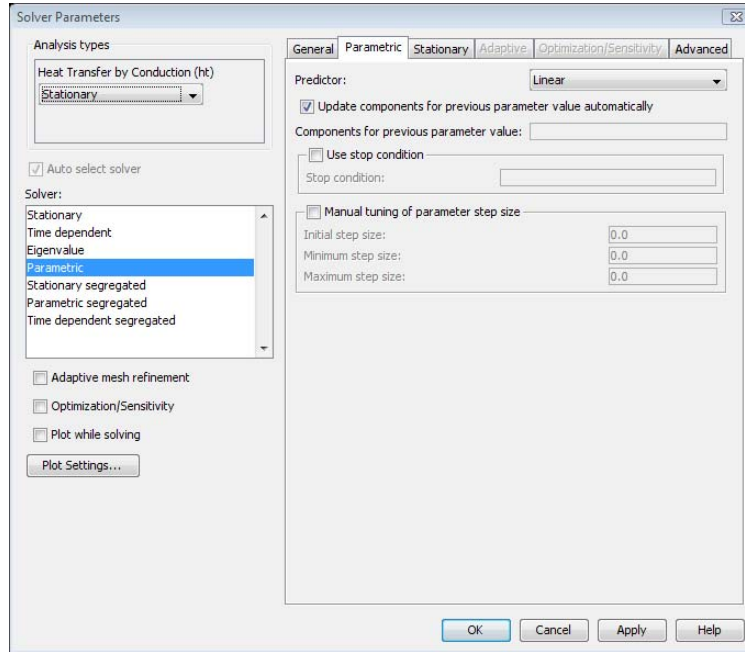 Solver Parameters
Analysis types
Heat Transfer by Conduction (ht)
Stationary
Auto select solver
Solver:
Stationary
Time dependent
Eigenvalue
Parametric
Stationary segregated
Parametric segregated
Time dependent segregated
Adaptive mesh refinement
Optimization/Sensitivity
Plot while solving
Plot Settings...
General Parametric Stationary Adaptive Optimization/Sensitivity Advanced
Predictor: Linear
Update components for previous parameter value automatically
Components for previous parameter value:
Use stop condition
Stop condition:
Manual tuning of parameter step size
Initial step size: 0.0
Minimum step size: 0.0
Maximum step size: 0.0
OK Cancel Apply Help